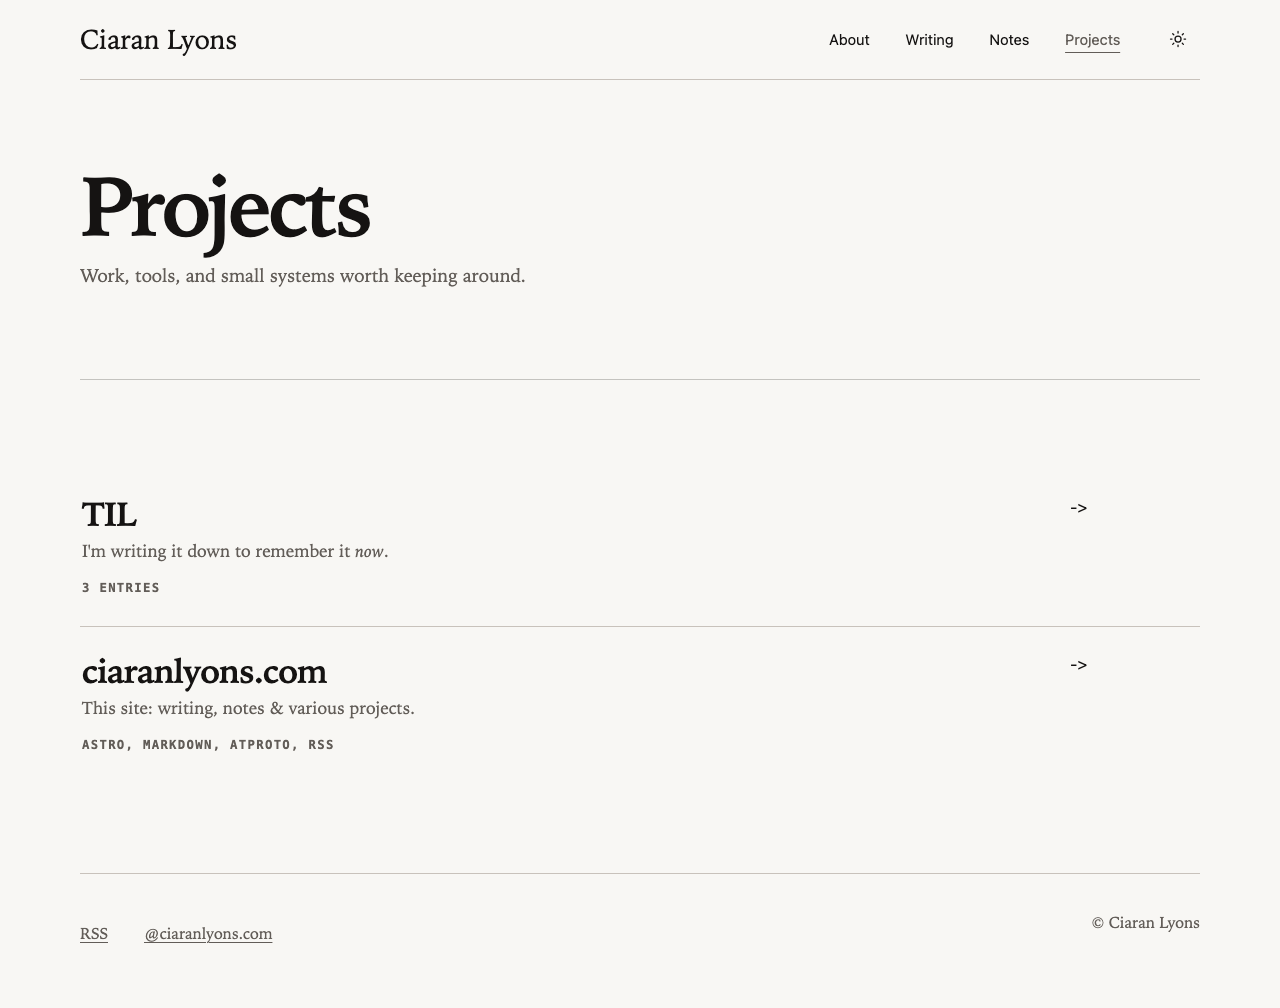 Ciaran Lyons
About Writing Notes Projects
Projects
Work, tools, and small systems worth keeping around.
TIL ->
I'm writing it down to remember it now.
3 ENTRIES
ciaranlyons.com ->
This site: writing, notes & various projects.
ASTRO, MARKDOWN, ATPROTO, RSS
RSS @ciaranlyons.com
© Ciaran Lyons